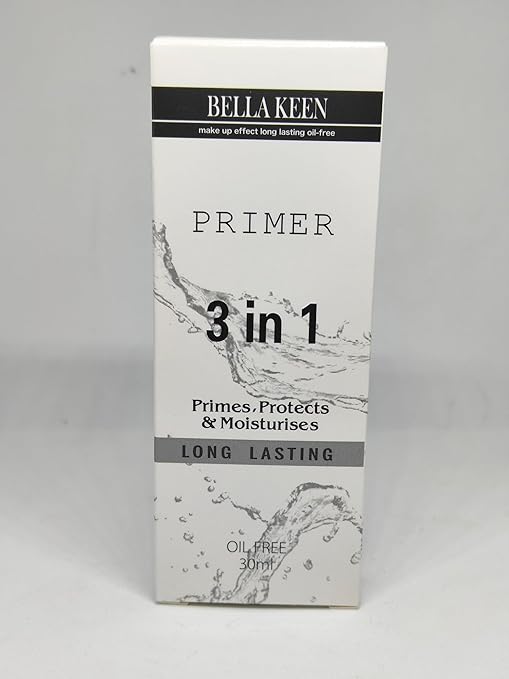 BELLA KEEN
make up effect long lasting oil-free
PRIMER
3 in 1
Primes, Protects
& Moisturises
LONG LASTING
OIL FREE
30ml